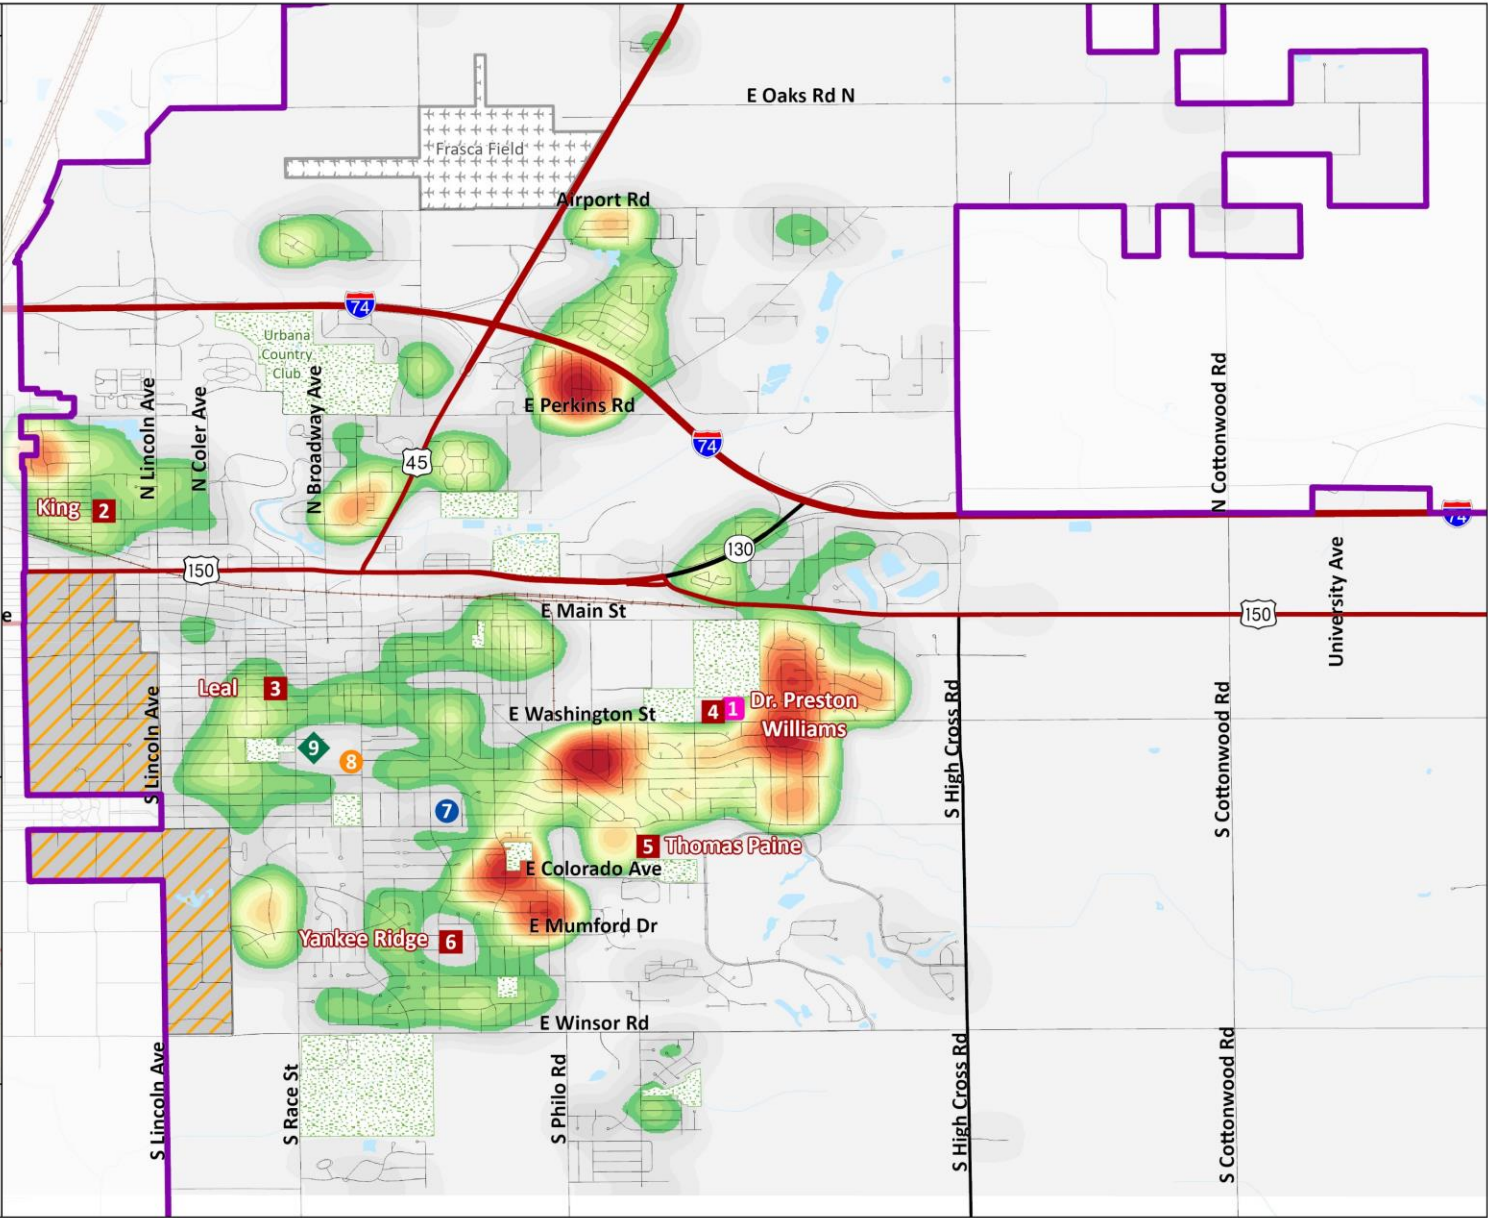 E Oaks Rd N
Frasca Field
Airport Rd
74
Urbana
Country
Club
N Lincoln Ave
N Coler Ave
N Broadway Ave
E Perkins Rd
N Cottonwood Rd
74
45
King
2
74
130
150
E Main St
University Ave
e
150
Leal
3
Dr. Preston
Williams
4
1
E Washington St
S Lincoln Ave
S High Cross Rd
S Cottonwood Rd
9
8
7
5
Thomas Paine
E Colorado Ave
E Mumford Dr
Yankee Ridge
6
E Winsor Rd
S Lincoln Ave
S Race St
S Philo Rd
S High Cross Rd
S Cottonwood Rd